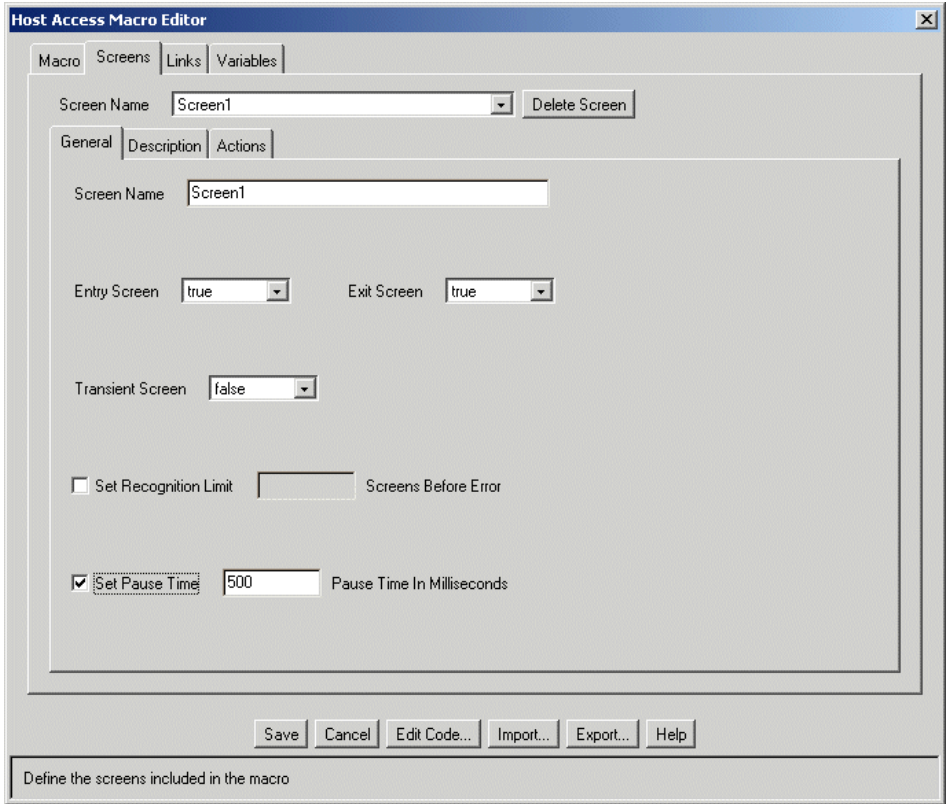 Host Access Macro Editor
Macro Screens Links Variables
Screen Name Screen1 Delete Screen
General Description Actions
Screen Name Screen1
Entry Screen true Exit Screen true
Transient Screen false
Set Recognition Limit Screens Before Error
Set Pause Time 500 Pause Time In Milliseconds
Save Cancel Edit Code... Import... Export... Help
Define the screens included in the macro